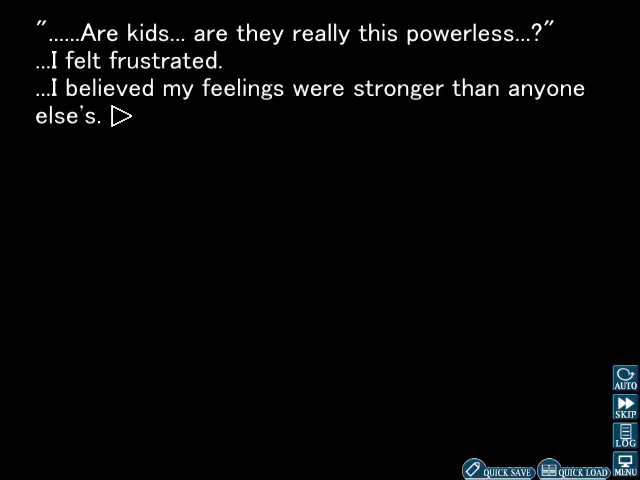 "......Are kids... are they really this powerless...?"
...I felt frustrated.
...I believed my feelings were stronger than anyone
else's.
AUTO
SKIP
LOG
MENU
QUICK SAVE
QUICK LOAD